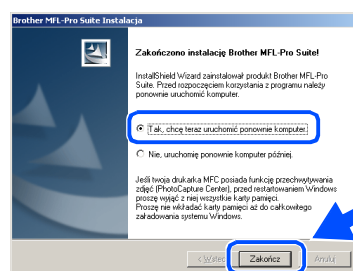 Brother MFL-Pro Suite Instalacja
Zakończono instalację Brother MFL-Pro Suite!
InstallShield Wizard zainstalował produkt Brother MFL-Pro
Suite. Przed rozpoczęciem korzystania z programu należy
ponownie uruchomić komputer.
Tak, chcę teraz uruchomić ponownie komputer.
Nie, uruchomię ponownie komputer później.
Jeśli twoja drukarka MFC posiada funkcję przechwytywania
zdjęć (PhotoCapture Center), przed restartowaniem Windows
proszę wyjąć z niej wszystkie karty pamięci.
Proszę nie wkładać karty pamięci aż do całkowitego
załadowania systemu Windows.
< Wstecz Zakończ Anuluj